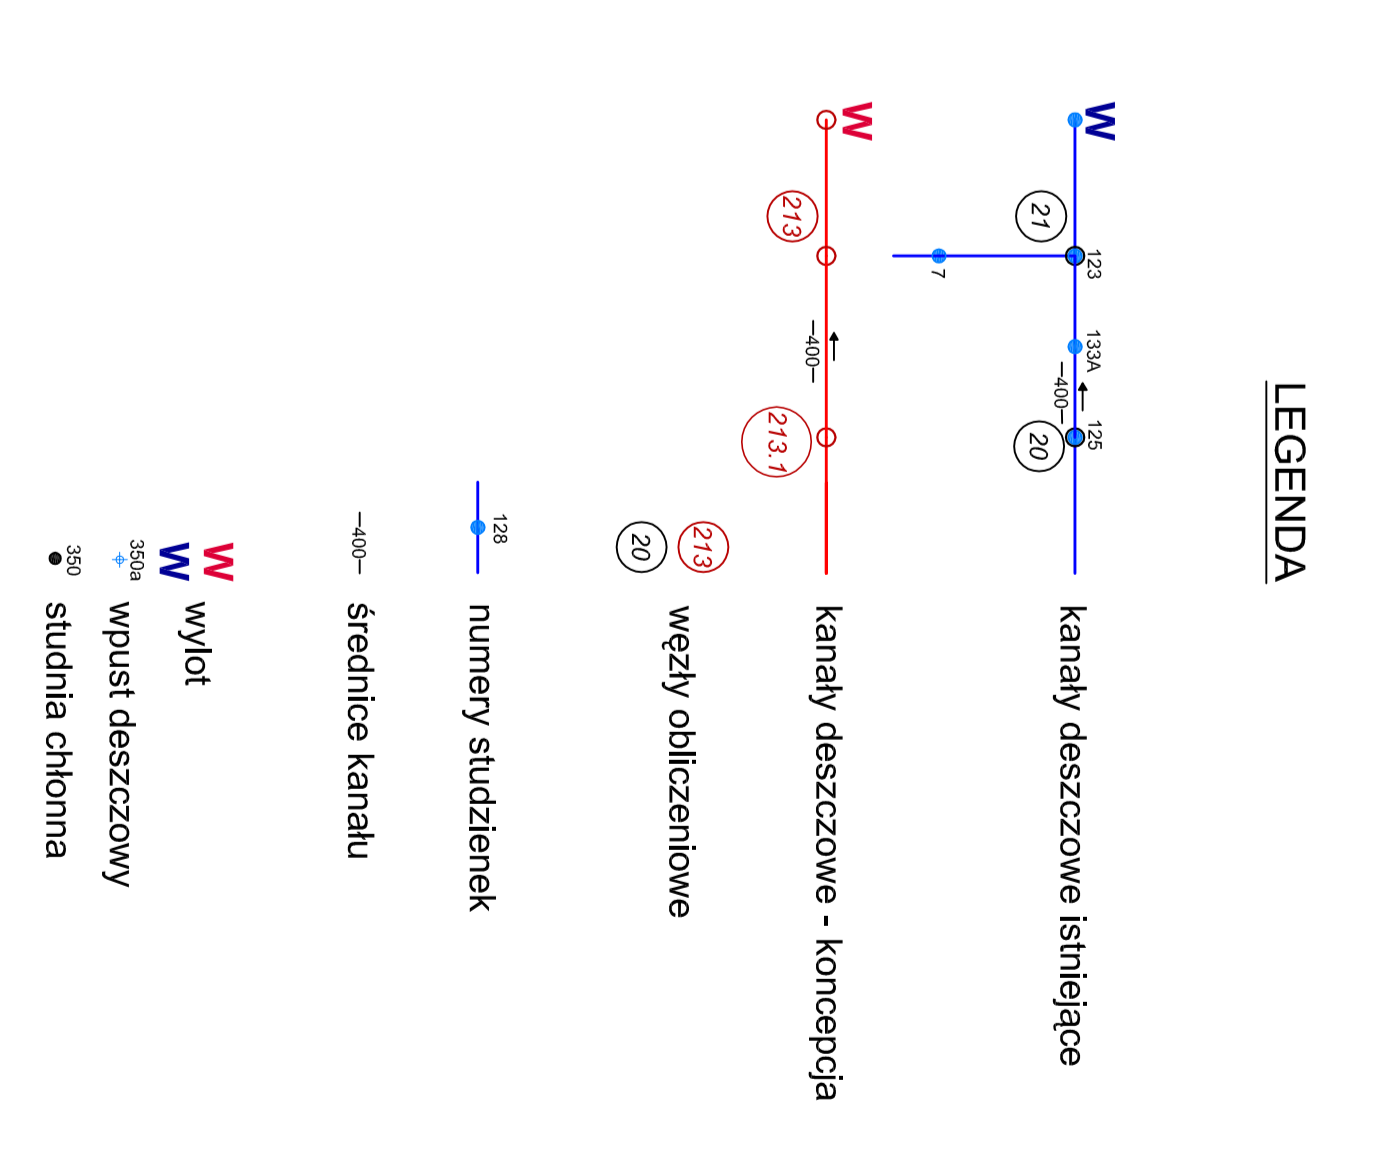 LEGENDA
W
123
133A
125
21
–400–
20
7
kanały deszczowe istniejące
W
213
–400–
213.1
kanały deszczowe - koncepcja
213
20
węzły obliczeniowe
128
numery studzienek
–400–
średnice kanału
W
W
wylot
350a
wpust deszczowy
350
studnia chłonna